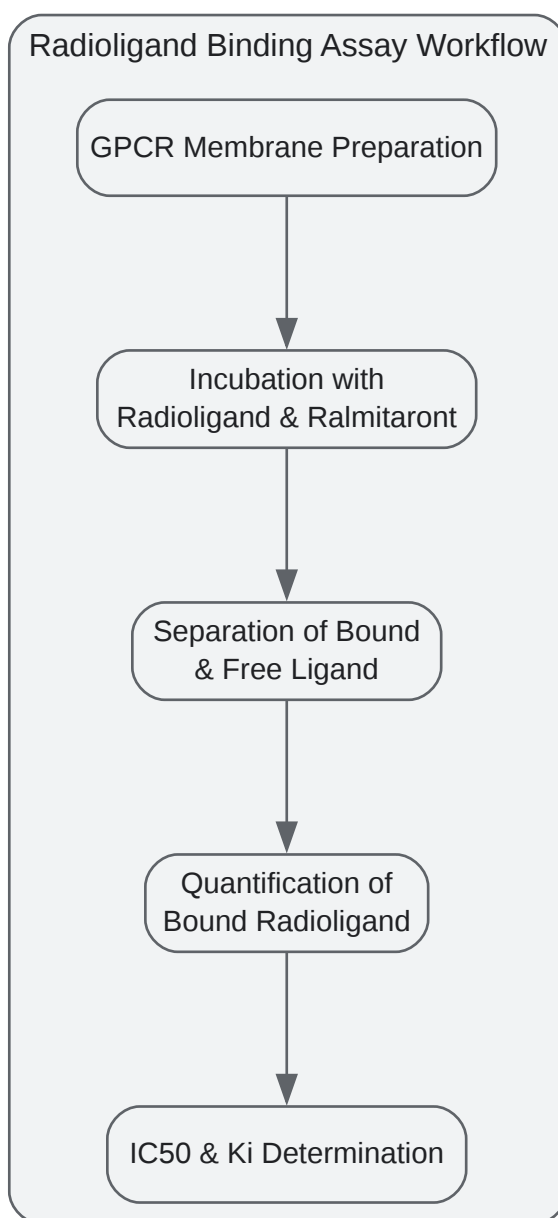 Radioligand Binding Assay Workflow
GPCR Membrane Preparation
Incubation with
Radioligand & Ralmitaront
Separation of Bound
& Free Ligand
Quantification of
Bound Radioligand
IC50 & Ki Determination